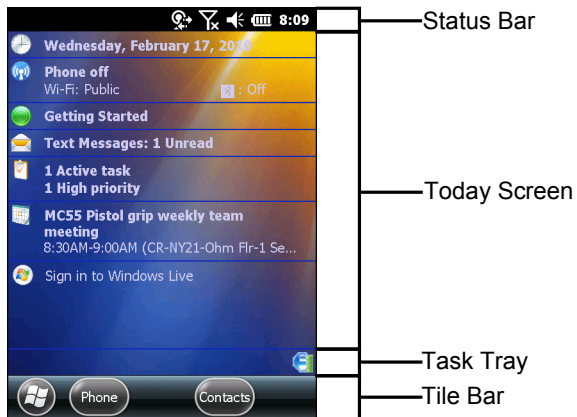 8:09
Status Bar
Wednesday, February 17, 20
Phone off
Wi-Fi: Public : Off
Getting Started
Text Messages: 1 Unread
1 Active task
1 High priority
Today Screen
MC55 Pistol grip weekly team
meeting
8:30AM-9:00AM (CR-NY21-Ohm Flr-1 Se...
Sign in to Windows Live
Task Tray
Phone
Contacts
Tile Bar